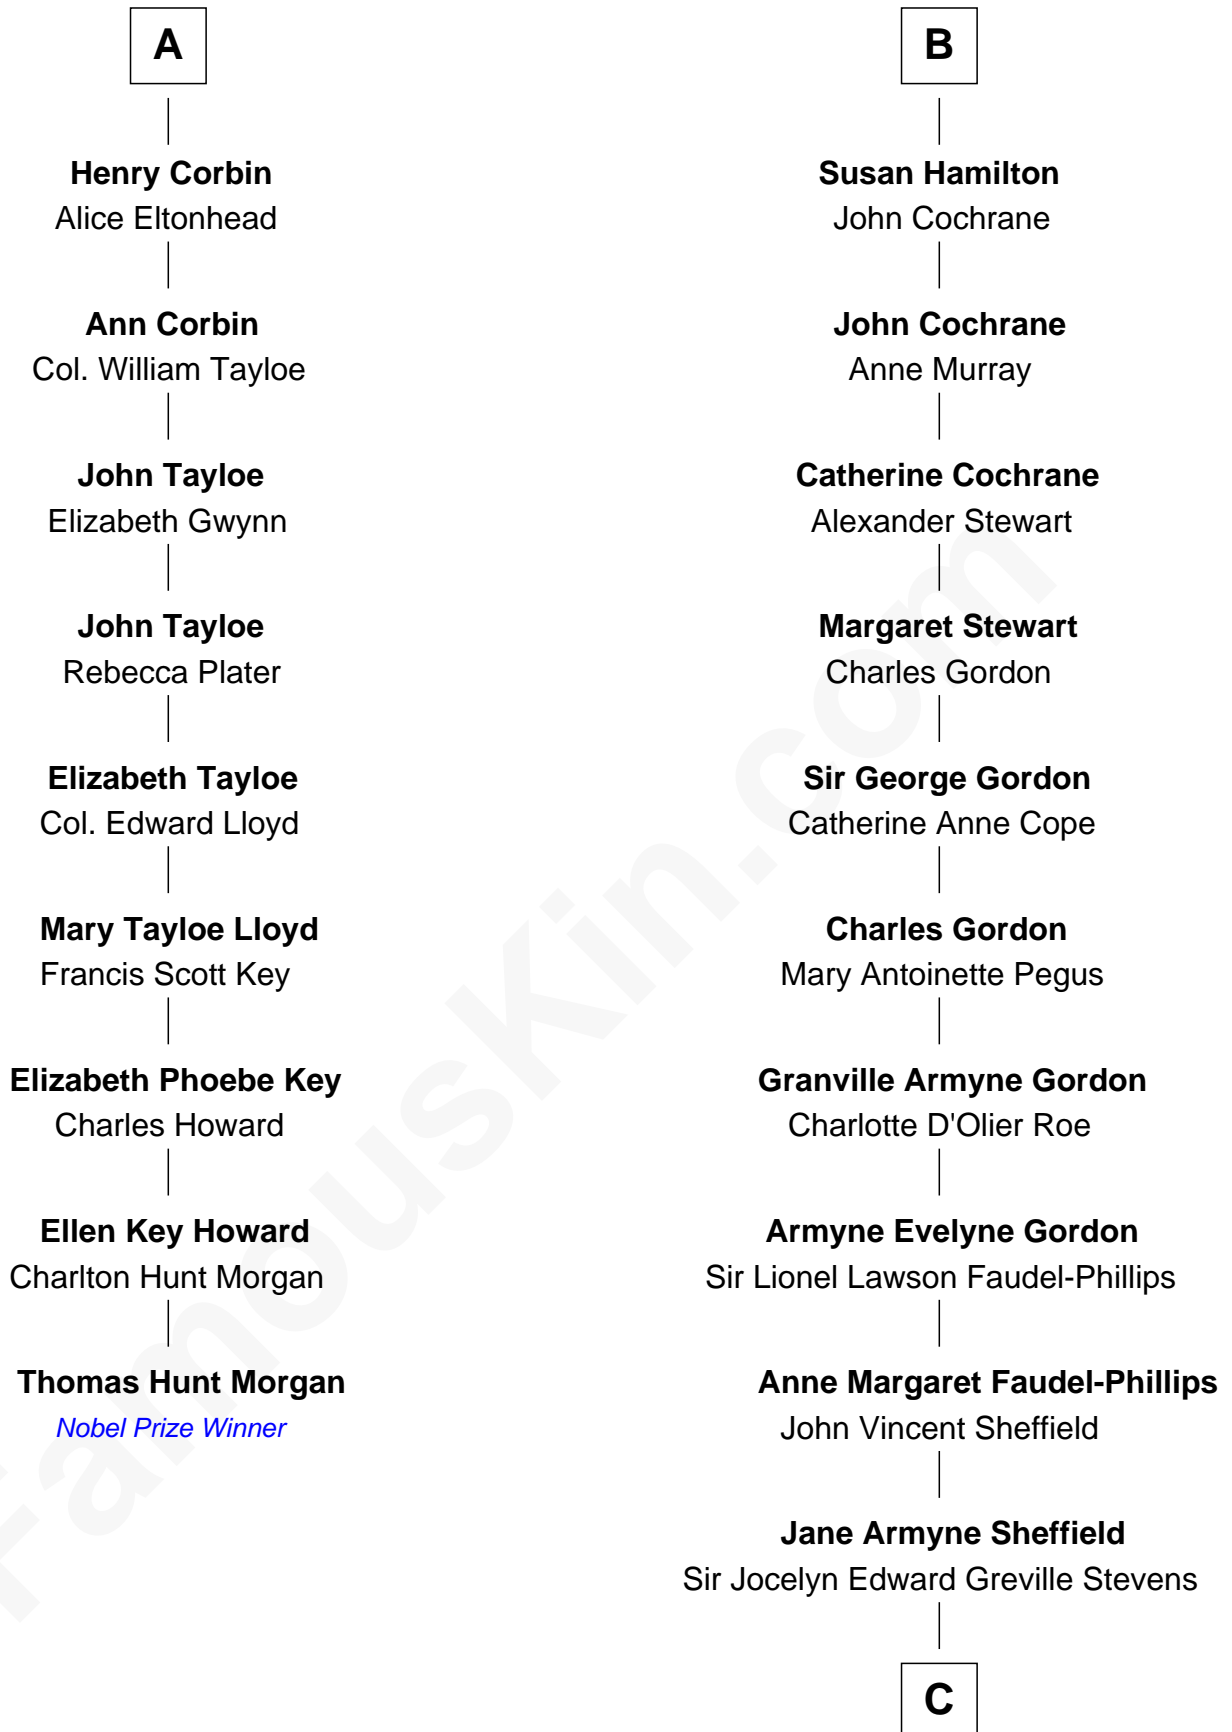 A
Henry Corbin
Alice Eltonhead
Ann Corbin
Col. William Tayloe
John Tayloe
Elizabeth Gwynn
John Tayloe
Rebecca Plater
Elizabeth Tayloe
Col. Edward Lloyd
Mary Tayloe Lloyd
Francis Scott Key
Elizabeth Phoebe Key
Charles Howard
Ellen Key Howard
Charlton Hunt Morgan
Thomas Hunt Morgan
Nobel Prize Winner
B
Susan Hamilton
John Cochrane
John Cochrane
Anne Murray
Catherine Cochrane
Alexander Stewart
Margaret Stewart
Charles Gordon
Sir George Gordon
Catherine Anne Cope
Charles Gordon
Mary Antoinette Pegus
Granville Armyne Gordon
Charlotte D'Olier Roe
Armyne Evelyne Gordon
Sir Lionel Lawson Faudel-Phillips
Anne Margaret Faudel-Phillips
John Vincent Sheffield
Jane Armyne Sheffield
Sir Jocelyn Edward Greville Stevens
C
FamousKin.com